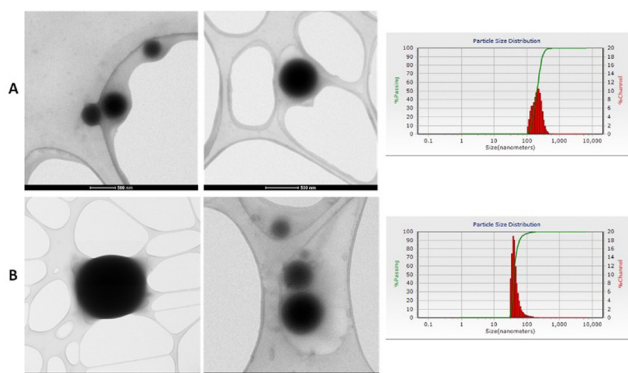 A
500 nm
Particle Size Distribution
100 90 80 70 60 50 40 30 20 10 0
%Passing
20 18 16 14 12 10 8 6 4 2 0
%Channel
0.1 1 10 100 1,000 10,000
Size(nanometers)
B
Particle Size Distribution
100 90 80 70 60 50 40 30 20 10 0
%Passing
20 18 16 14 12 10 8 6 4 2 0
%Channel
0.1 1 10 100 1,000 10,000
Size(nanometers)